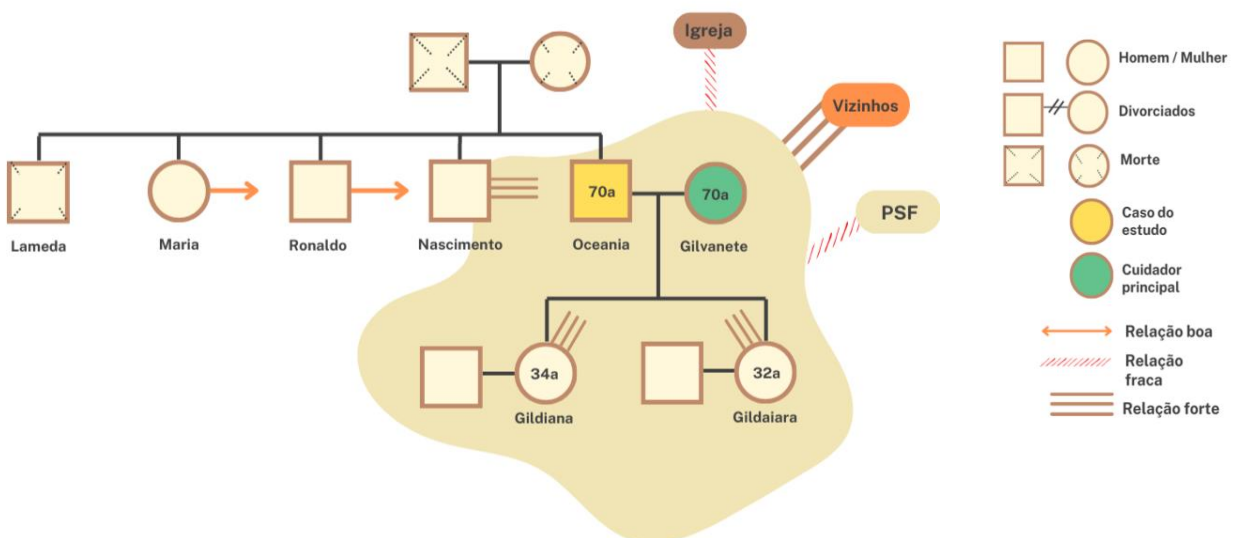 Igreja
Vizinhos
PSF
70a
70a
Lameda
Maria
Ronaldo
Nascimento
Oceania
Gilvanete
34a
32a
Gildiana
Gildaiara
Homem / Mulher
Divorciados
Morte
Caso do
estudo
Cuidador
principal
Relação boa
Relação
fraca
Relação forte